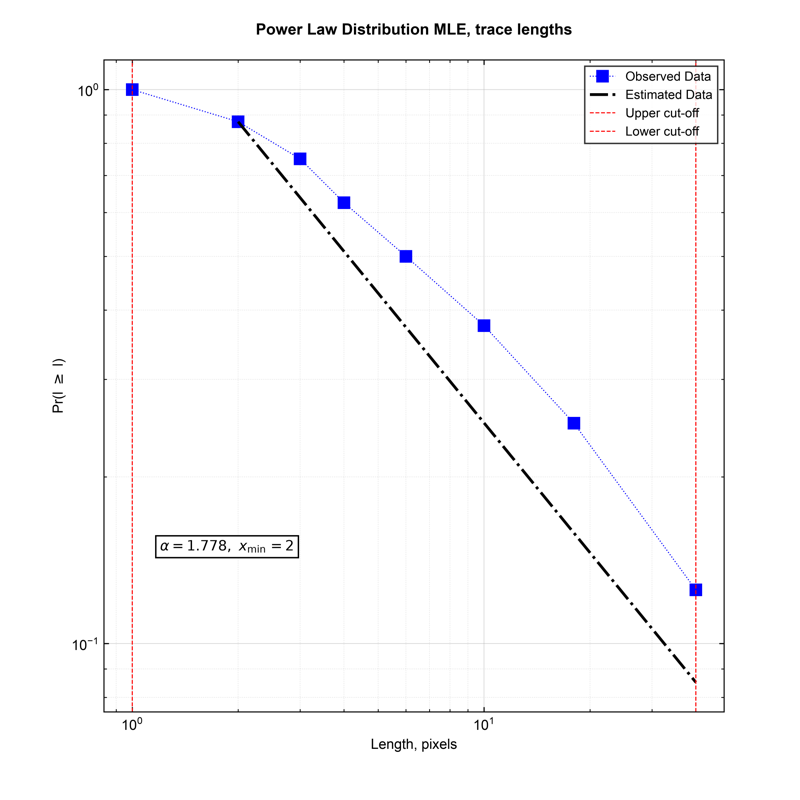 Power Law Distribution MLE, trace lengths
Observed Data
Estimated Data
Upper cut-off
Lower cut-off
10⁰
Pr(l ≥ l)
α = 1.778, x_min = 2
10⁻¹
10⁰ 10¹
Length, pixels